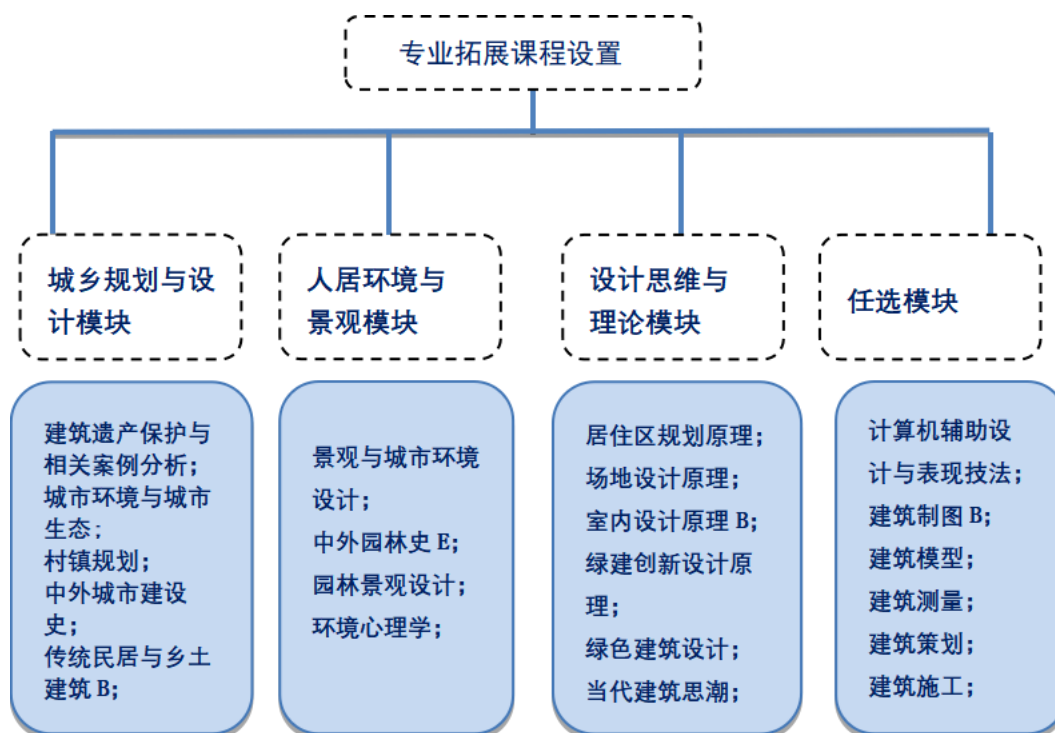 专业拓展课程设置
城乡规划与设
计模块
人居环境与
景观模块
设计思维与
理论模块
任选模块
建筑遗产保护与
相关案例分析;
城市环境与城市
生态;
村镇规划;
中外城市建设
史;
传统民居与乡土
建筑 B;
景观与城市环境
设计;
中外园林史 E;
园林景观设计;
环境心理学;
居住区规划原理;
场地设计原理;
室内设计原理 B;
绿建创新设计原
理;
绿色建筑设计;
当代建筑思潮;
计算机辅助设
计与表现技法;
建筑制图 B;
建筑模型;
建筑测量;
建筑策划;
建筑施工;